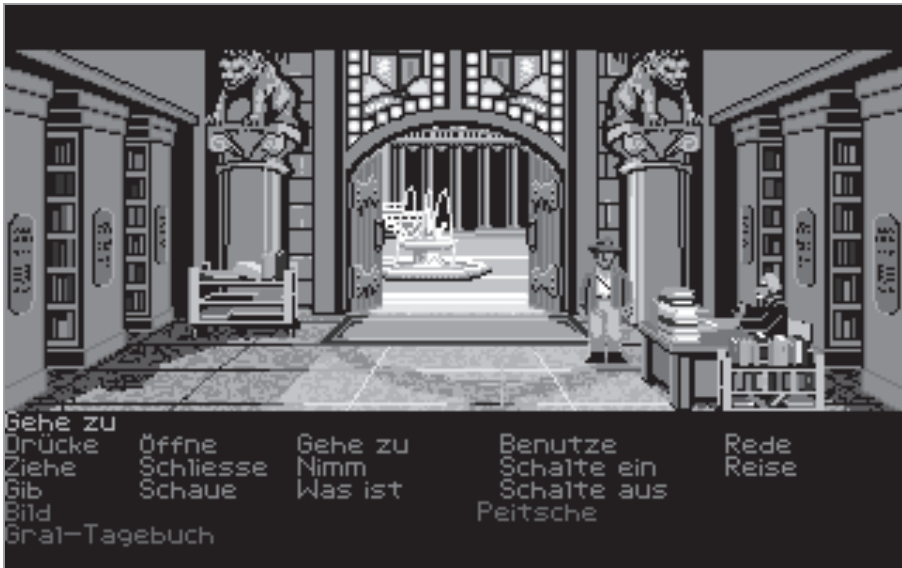 Gehe zu
Drücke Öffne Gehe zu Benutze Rede
Ziehe Schliesse Nimm Schalte ein Reise
Gib Schaue Was ist Schalte aus
Bild Peitsche
Gral-Tagebuch